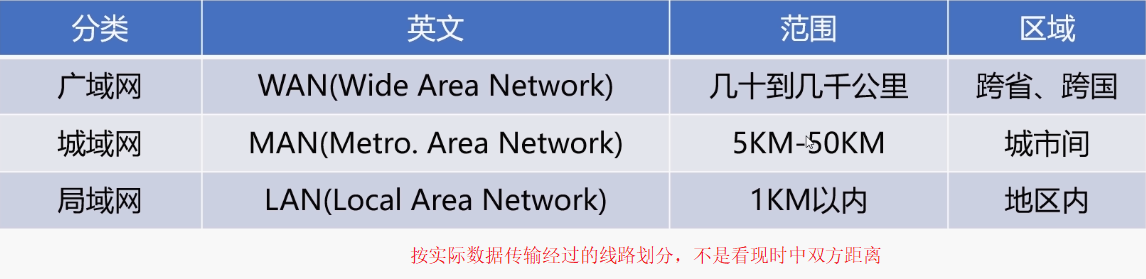 分类 英文 范围 区域
广域网 WAN(Wide Area Network) 几十到几千公里 跨省、跨国
城域网 MAN(Metro. Area Network) 5KM-50KM 城市间
局域网 LAN(Local Area Network) 1KM以内 地区内
按实际数据传输经过的线路划分，不是看现时中双方距离